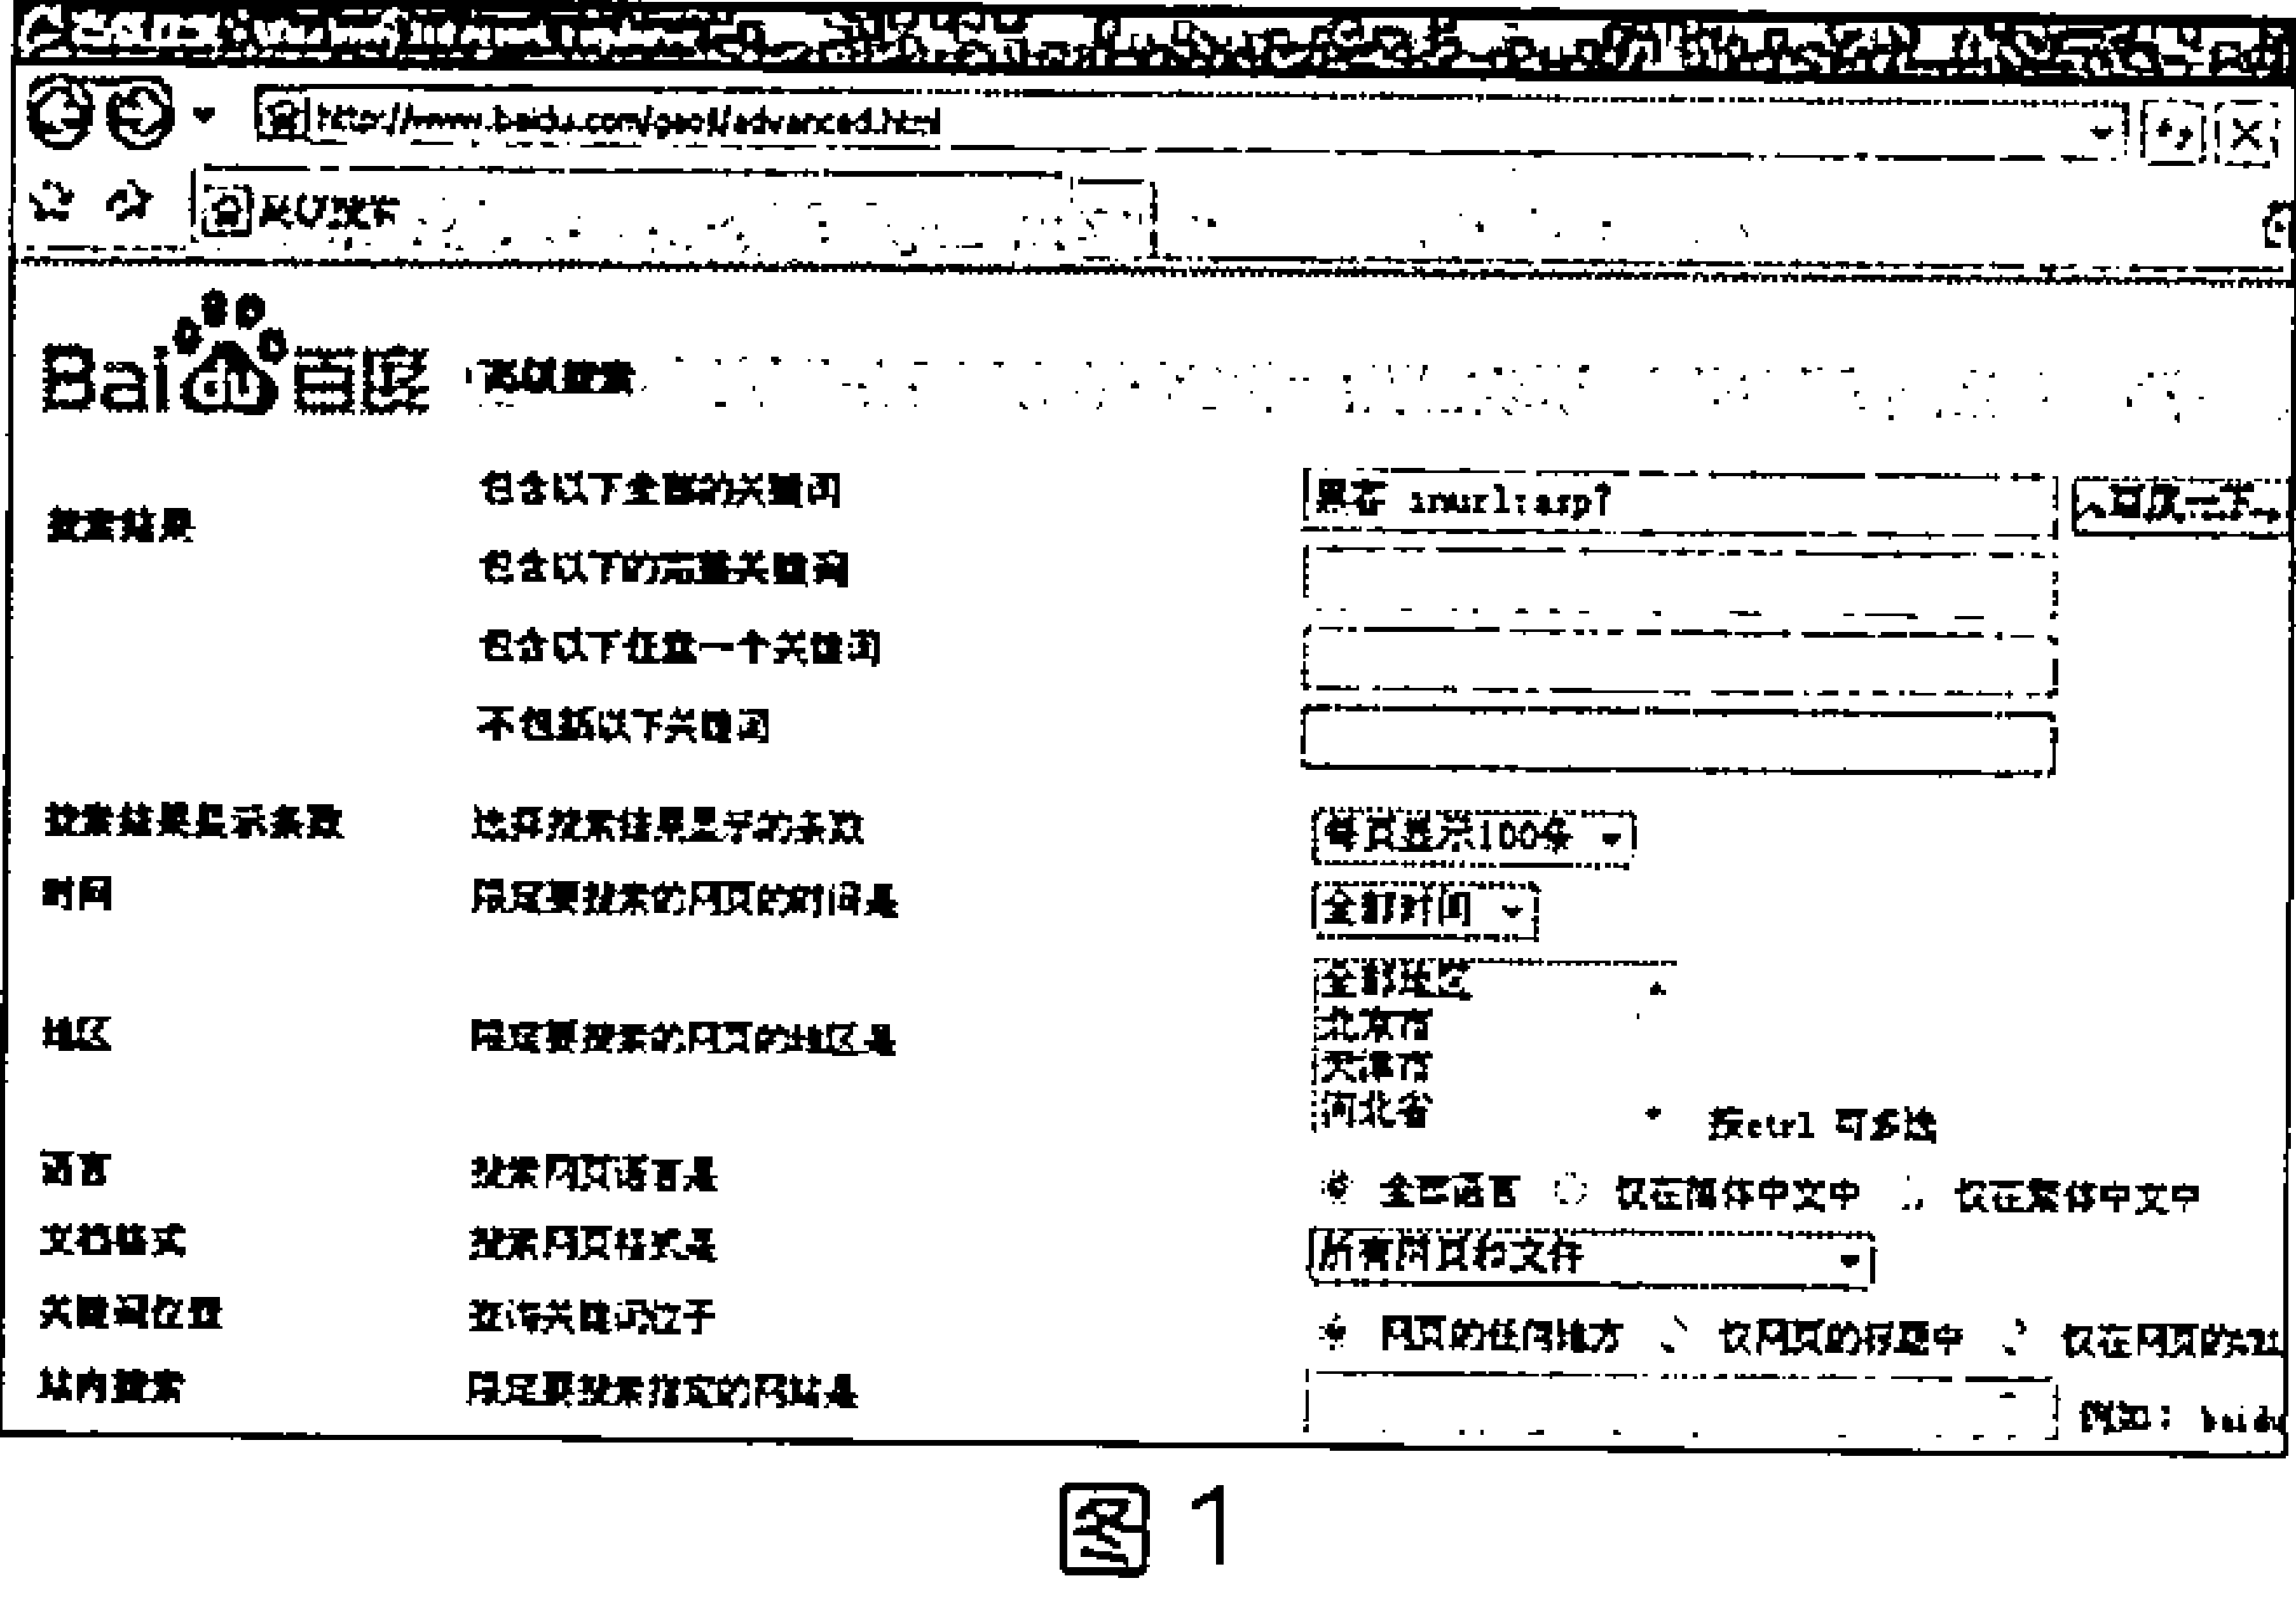 http://www.baidu.com/gaoji/advanced.html
Baidu百度 高级搜索
搜索结果 包含以下全部的关键词 inurl:asp? 百度一下
包含以下的完整关键词
包含以下任意一个关键词
不包括以下关键词
搜索结果显示条数 选择搜索结果显示的条数 每页显示100条
时间 限定要搜索的网页的时间是 全部时间
全部地区
北京市
地区 限定要搜索的网页的地区是 天津市
河北省 按ctrl 可多选
语言 搜索网页语言是 全部语言 仅在简体中文中 仅在繁体中文中
文档格式 搜索网页格式是 所有网页和文件
关键词位置 查询关键词位于 网页的任何地方 仅网页的标题中 仅在网页的
站内搜索 限定要搜索指定的网站是 例如: baidu
图 1